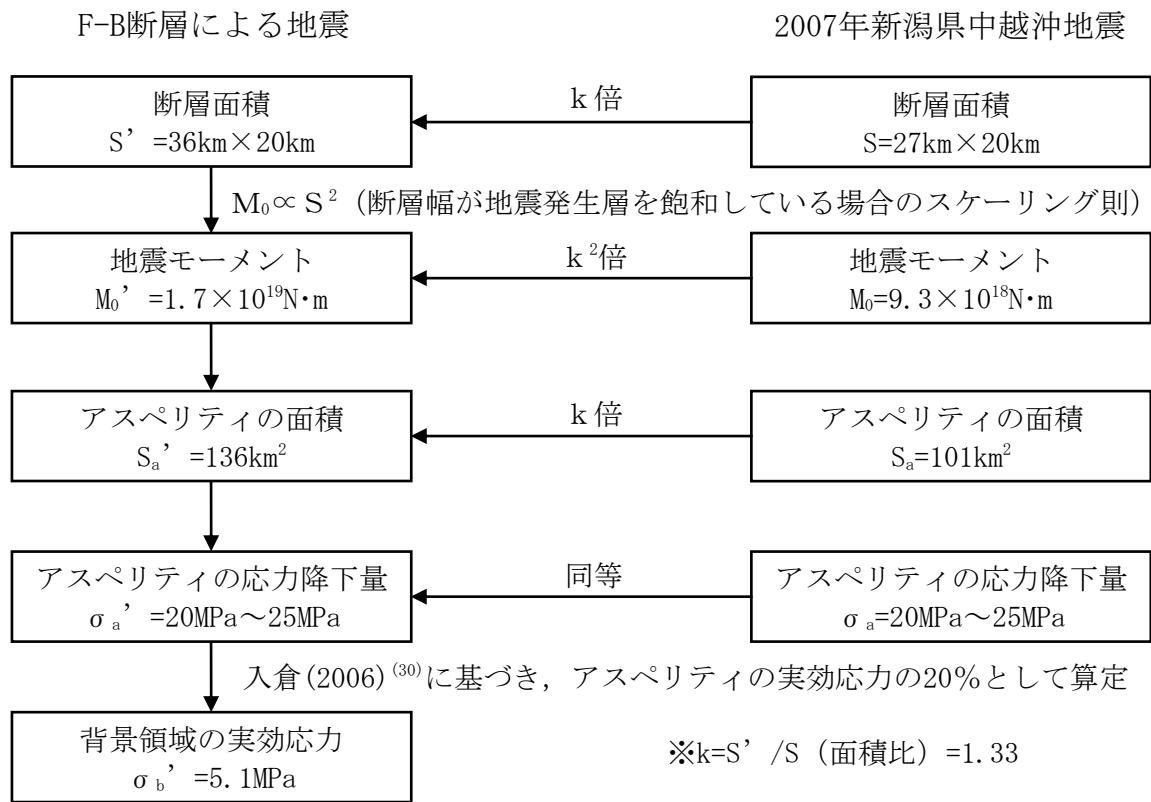 F-B断層による地震
2007年新潟県中越沖地震
断層面積
S’=36km×20km
k倍
断層面積
S=27km×20km
M₀∝S²（断層幅が地震発生層を飽和している場合のスケーリング則）
地震モーメント
M₀’=1.7×10¹⁹N･m
k²倍
地震モーメント
M₀=9.3×10¹⁸N･m
アスペリティの面積
Sₐ’=136km²
k倍
アスペリティの面積
Sₐ=101km²
アスペリティの応力降下量
σₐ’=20MPa～25MPa
同等
アスペリティの応力降下量
σₐ=20MPa～25MPa
入倉(2006)⁽³⁰⁾に基づき，アスペリティの実効応力の20％として算定
背景領域の実効応力
σb’=5.1MPa
※k=S’/S（面積比）=1.33